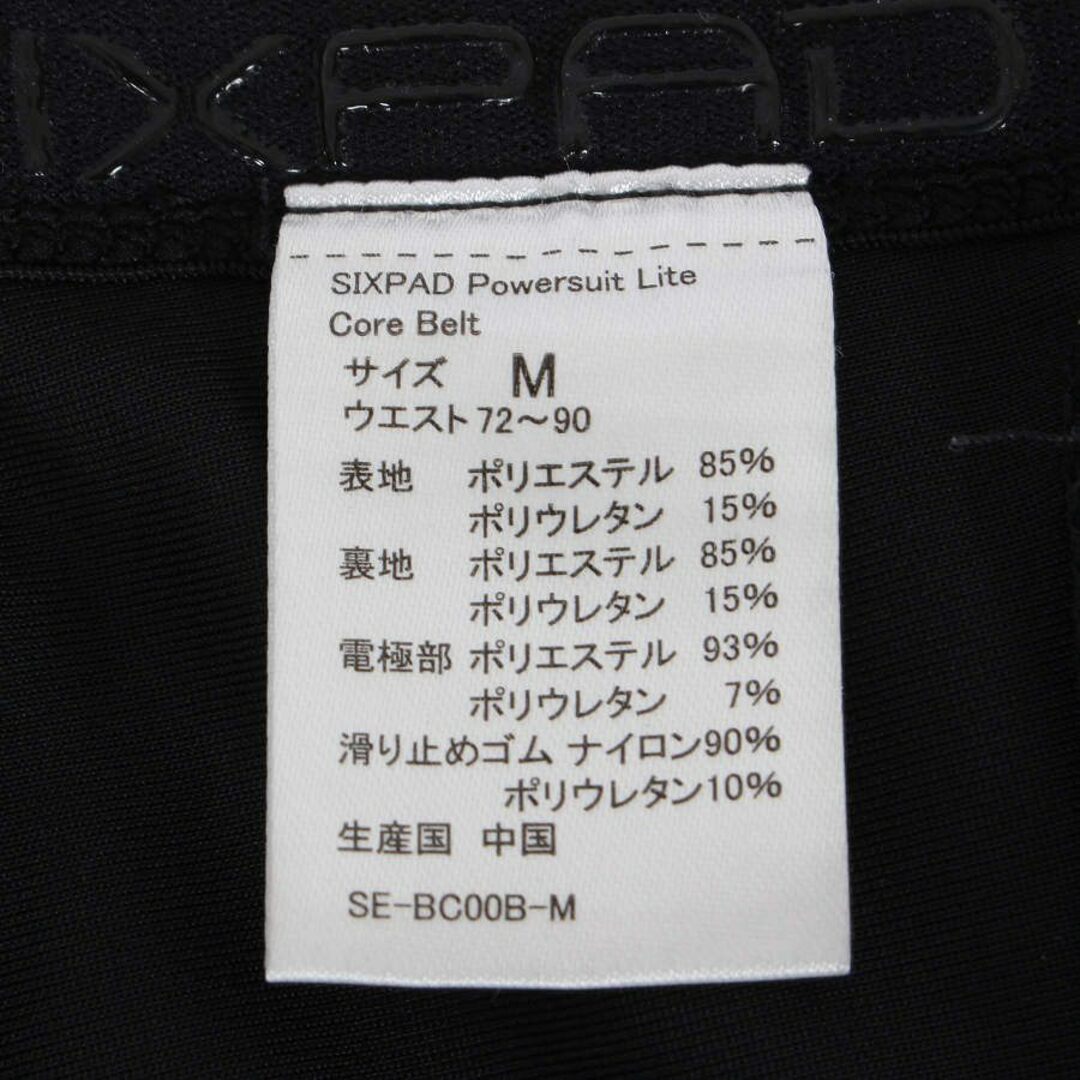 IXPAD
SIXPAD Powersuit Lite
Core Belt
サイズ M
ウエスト 72～90
表地 ポリエステル 85%
ポリウレタン 15%
裏地 ポリエステル 85%
ポリウレタン 15%
電極部 ポリエステル 93%
ポリウレタン 7%
滑り止めゴム ナイロン90%
ポリウレタン10%
生産国 中国
SE-BC00B-M